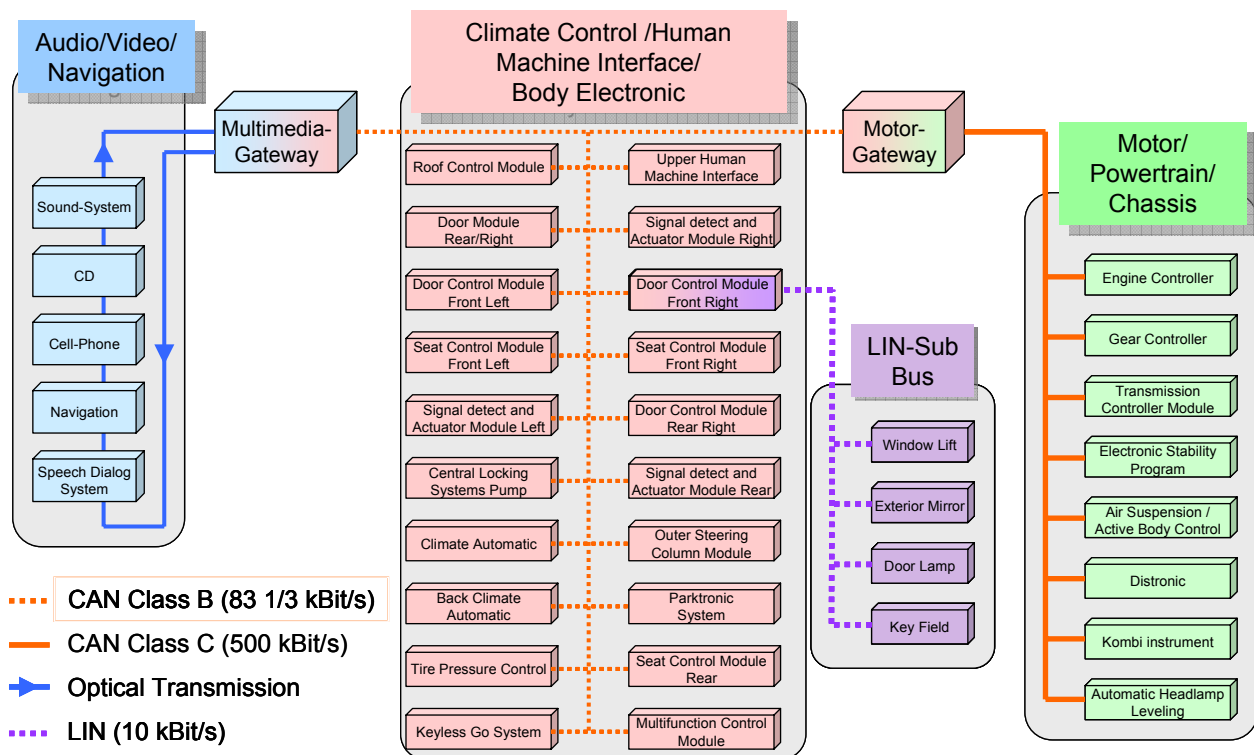 Audio/Video/
Navigation
Multimedia-
Gateway
Sound-System
CD
Cell-Phone
Navigation
Speech Dialog
System
Climate Control /Human
Machine Interface/
Body Electronic
Roof Control Module
Upper Human
Machine Interface
Door Module
Rear/Right
Signal detect and
Actuator Module Right
Door Control Module
Front Left
Door Control Module
Front Right
Seat Control Module
Front Left
Seat Control Module
Front Right
Signal detect and
Actuator Module Left
Door Control Module
Rear Right
Central Locking
Systems Pump
Signal detect and
Actuator Module Rear
Climate Automatic
Outer Steering
Column Module
Back Climate
Automatic
Parktronic
System
Tire Pressure Control
Seat Control Module
Rear
Keyless Go System
Multifunction Control
Module
Motor-
Gateway
LIN-Sub
Bus
Window Lift
Exterior Mirror
Door Lamp
Key Field
Motor/
Powertrain/
Chassis
Engine Controller
Gear Controller
Transmission
Controller Module
Electronic Stability
Program
Air Suspension /
Active Body Control
Distronic
Kombi instrument
Automatic Headlamp
Leveling
CAN Class B (83 1/3 kBit/s)
CAN Class C (500 kBit/s)
Optical Transmission
LIN (10 kBit/s)